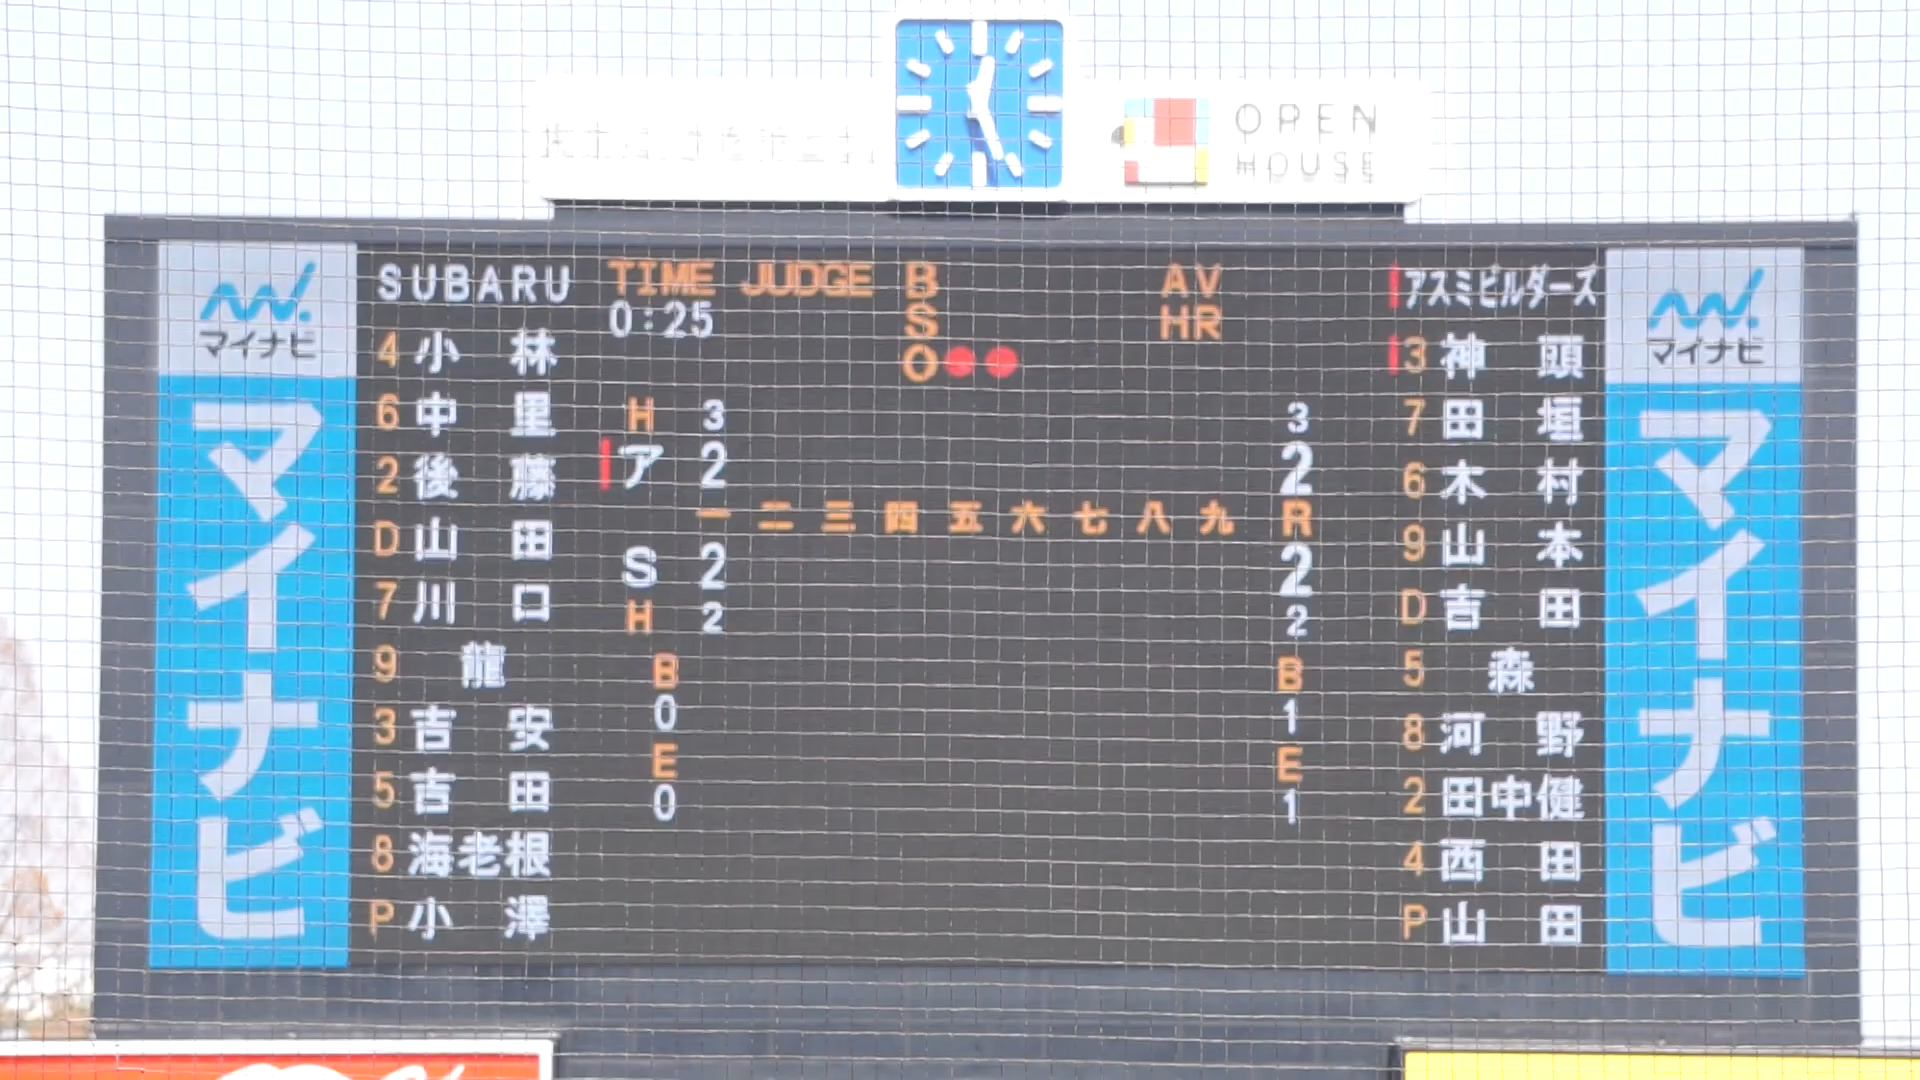 OPEN
HOUSE
マイナビ
マイナビ
SUBARU
4 小林
6 中里
2 後藤
D 山田
7 川口
9 龍
3 吉安
5 吉田
8 海老根
P 小澤
TIME JUDGE B AV
0:25 S HR
O
H 3 3
ア 2 2
一 二 三 四 五 六 七 八 九 R
S 2 2
H 2 2
B B
0 1
E E
0 1
アスミビルダーズ
3 神頭
7 田垣
6 木村
9 山本
D 吉田
5 森
8 河野
2 田中健
4 西田
P 山田
マイナビ
マイナビ